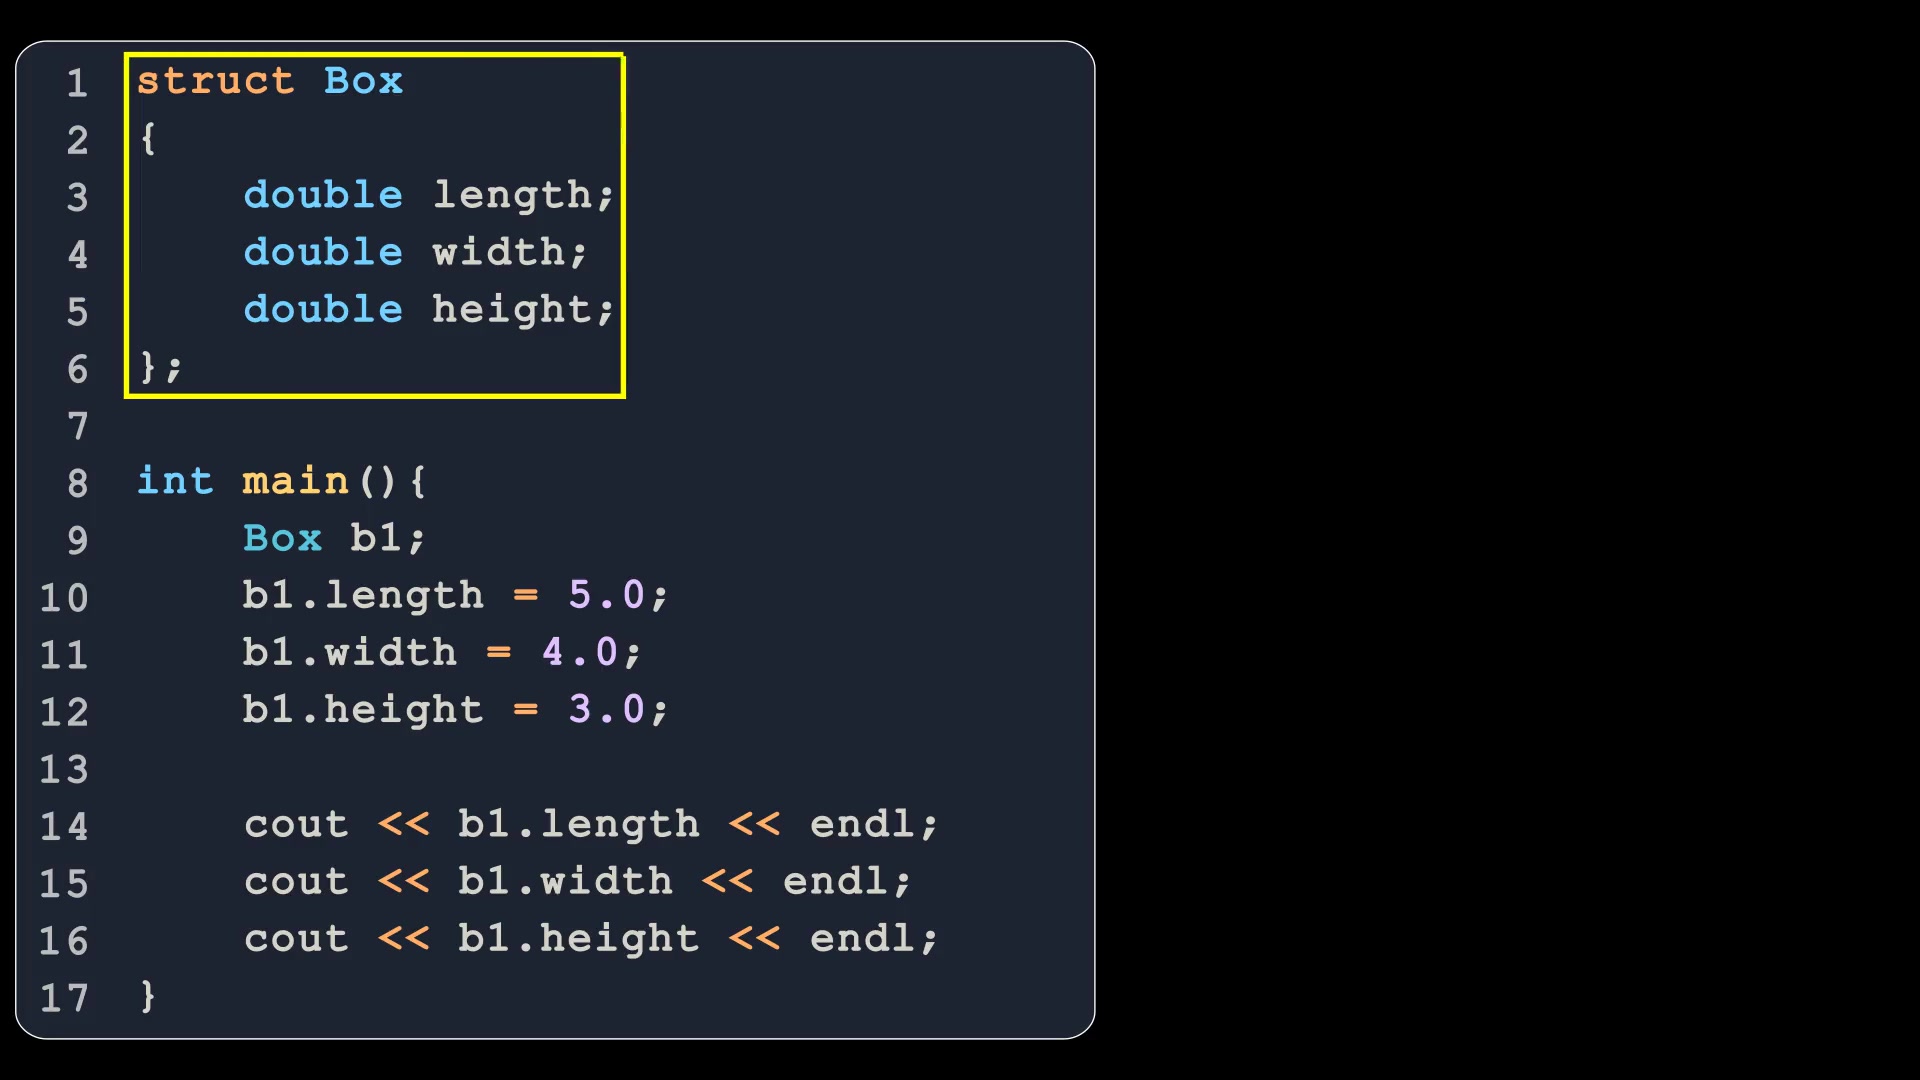 1 struct Box
2 {
3     double length;
4     double width;
5     double height;
6 };
7
8 int main(){
9     Box b1;
10     b1.length = 5.0;
11     b1.width = 4.0;
12     b1.height = 3.0;
13
14     cout << b1.length << endl;
15     cout << b1.width << endl;
16     cout << b1.height << endl;
17 }